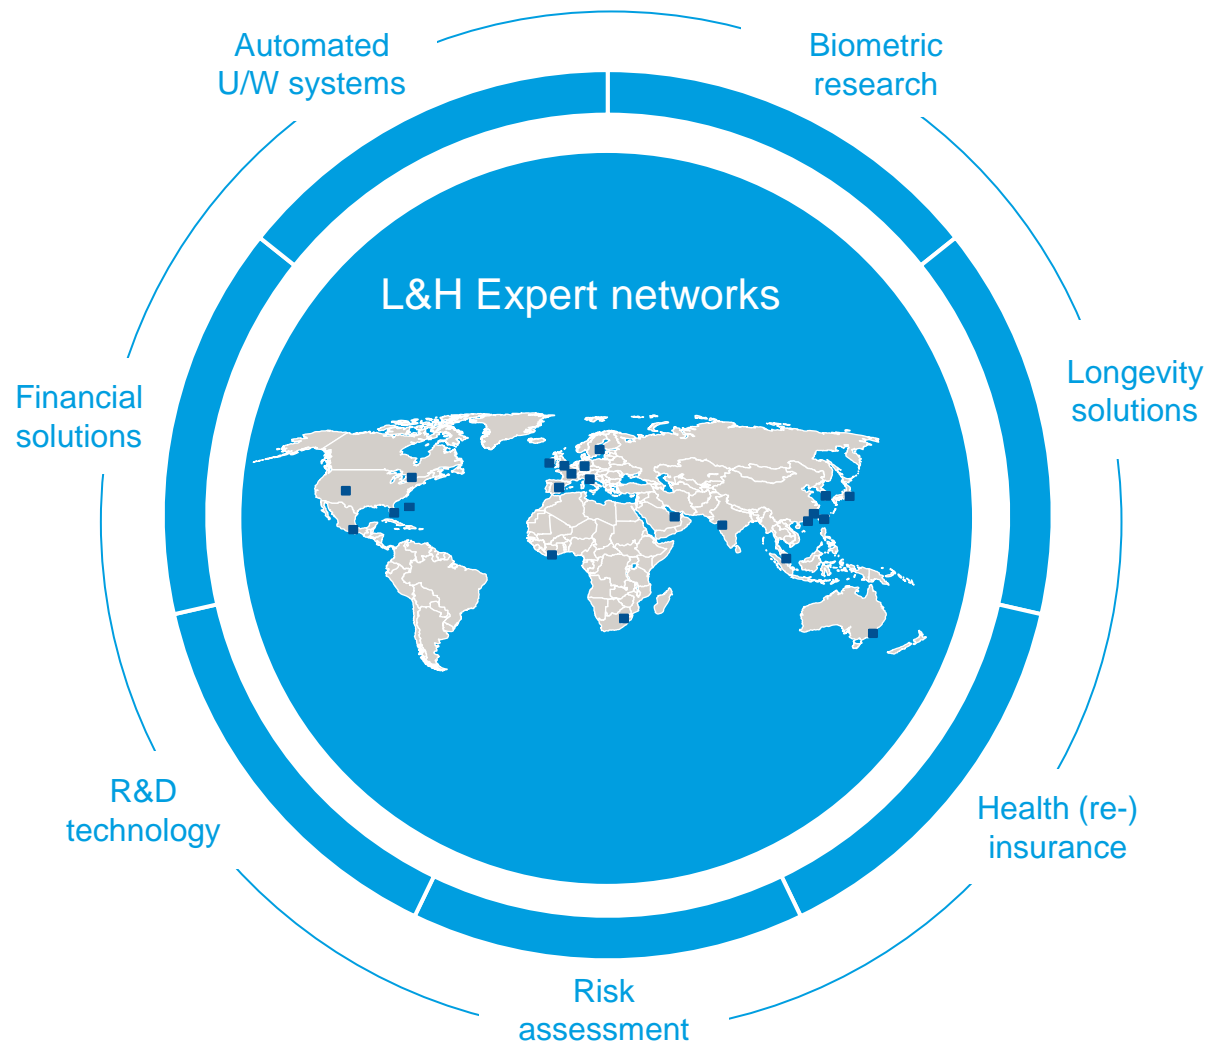 Automated
U/W systems
Biometric
research
L&H Expert networks
Financial
solutions
Longevity
solutions
R&D
technology
Health (re-)
insurance
Risk
assessment